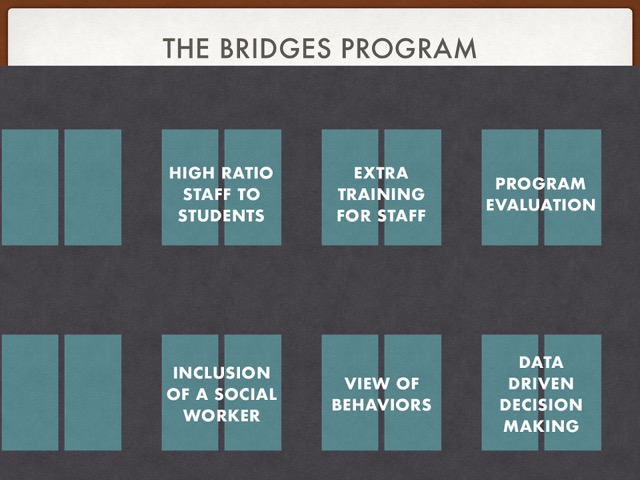 THE BRIDGES PROGRAM
HIGH RATIO
STAFF TO
STUDENTS
EXTRA
TRAINING
FOR STAFF
PROGRAM
EVALUATION
INCLUSION
OF A SOCIAL
WORKER
VIEW OF
BEHAVIORS
DATA
DRIVEN
DECISION
MAKING